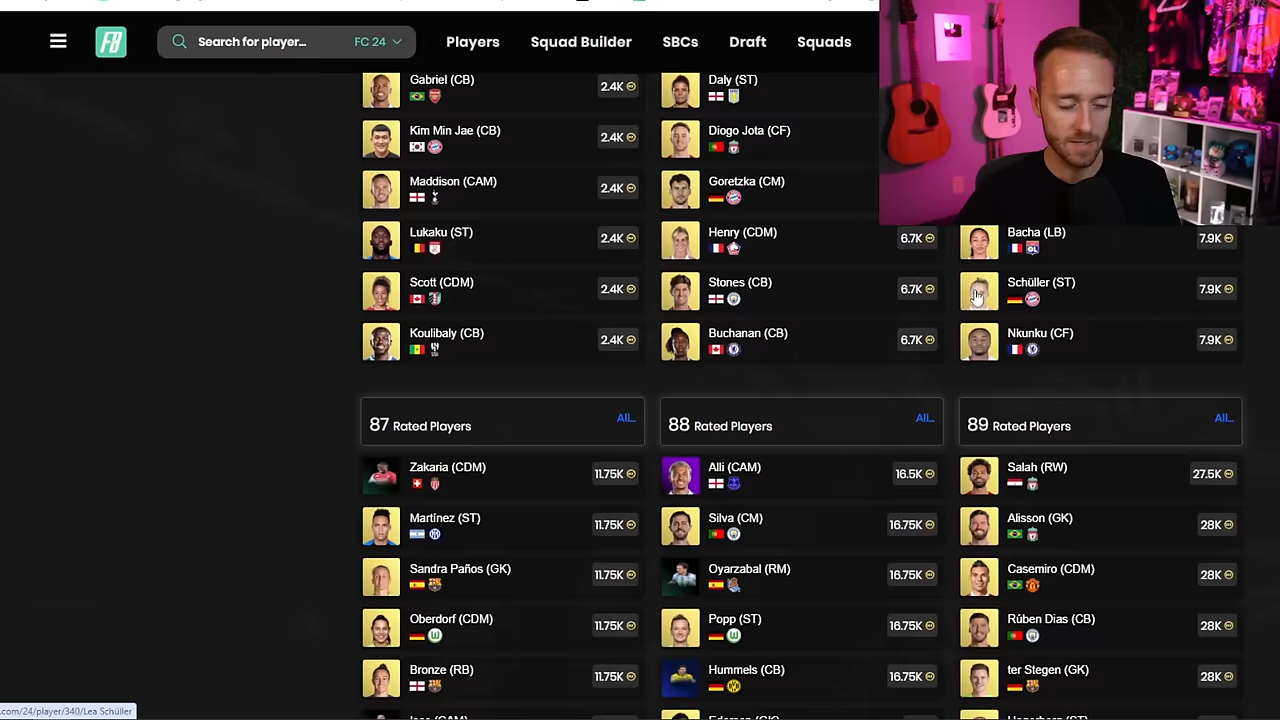 FB
Search for player...
FC 24
Players
Squad Builder
SBCs
Draft
Squads
Gabriel (CB)
2.4K
Kim Min Jae (CB)
2.4K
Maddison (CAM)
2.4K
Lukaku (ST)
2.4K
Scott (CDM)
2.4K
Koulibaly (CB)
2.4K
Daly (ST)
Diogo Jota (CF)
Goretzka (CM)
Henry (CDM)
6.7K
Stones (CB)
6.7K
Buchanan (CB)
6.7K
Bacha (LB)
7.9K
Schüller (ST)
7.9K
Nkunku (CF)
7.9K
87 Rated Players
All...
Zakaria (CDM)
11.75K
Martínez (ST)
11.75K
Sandra Paños (GK)
11.75K
Oberdorf (CDM)
11.75K
Bronze (RB)
11.75K
88 Rated Players
All...
Alli (CAM)
16.5K
Silva (CM)
16.75K
Oyarzabal (RM)
16.75K
Popp (ST)
16.75K
Hummels (CB)
16.75K
89 Rated Players
All...
Salah (RW)
27.5K
Alisson (GK)
28K
Casemiro (CDM)
28K
Rúben Dias (CB)
28K
ter Stegen (GK)
28K
.com/24/player/340/Lea Schüller